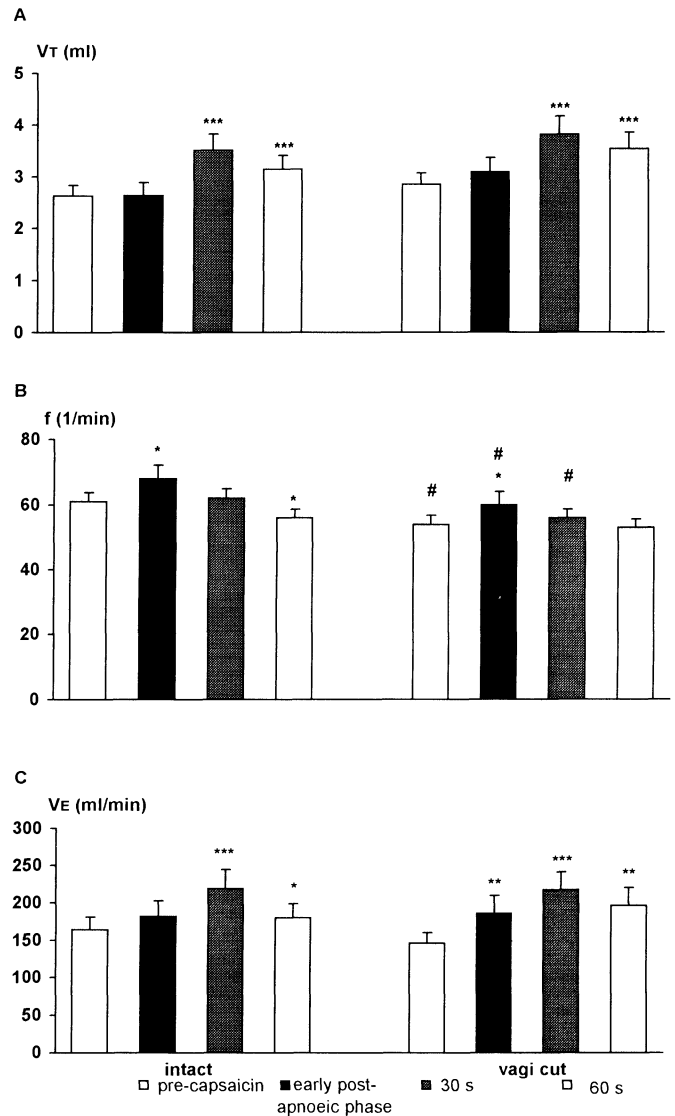 A
VT (ml)
5
***
***
4
***
***
3
2
1
0
B
f (1/min)
80
*
#
*
#
*
#
60
40
20
0
C
VE (ml/min)
300
***
*
**
***
**
250
200
150
100
50
0
intact
vagi cut
pre-capsaicin
early post-
apnoeic phase
30 s
60 s